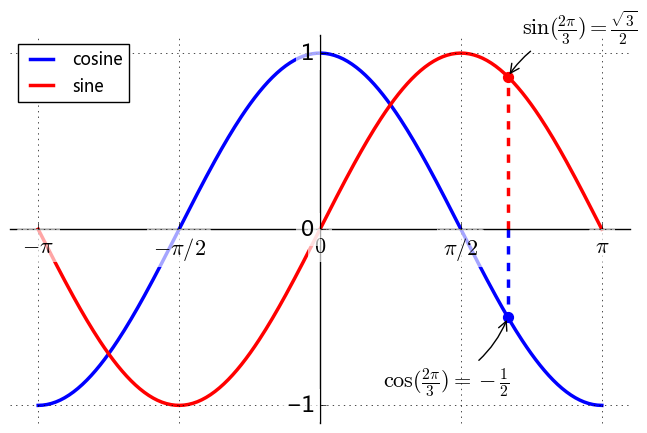 sin(2π/3) = √3/2
cosine
sine
1
0
−π
−π/2
0
π/2
π
cos(2π/3) = −1/2
−1